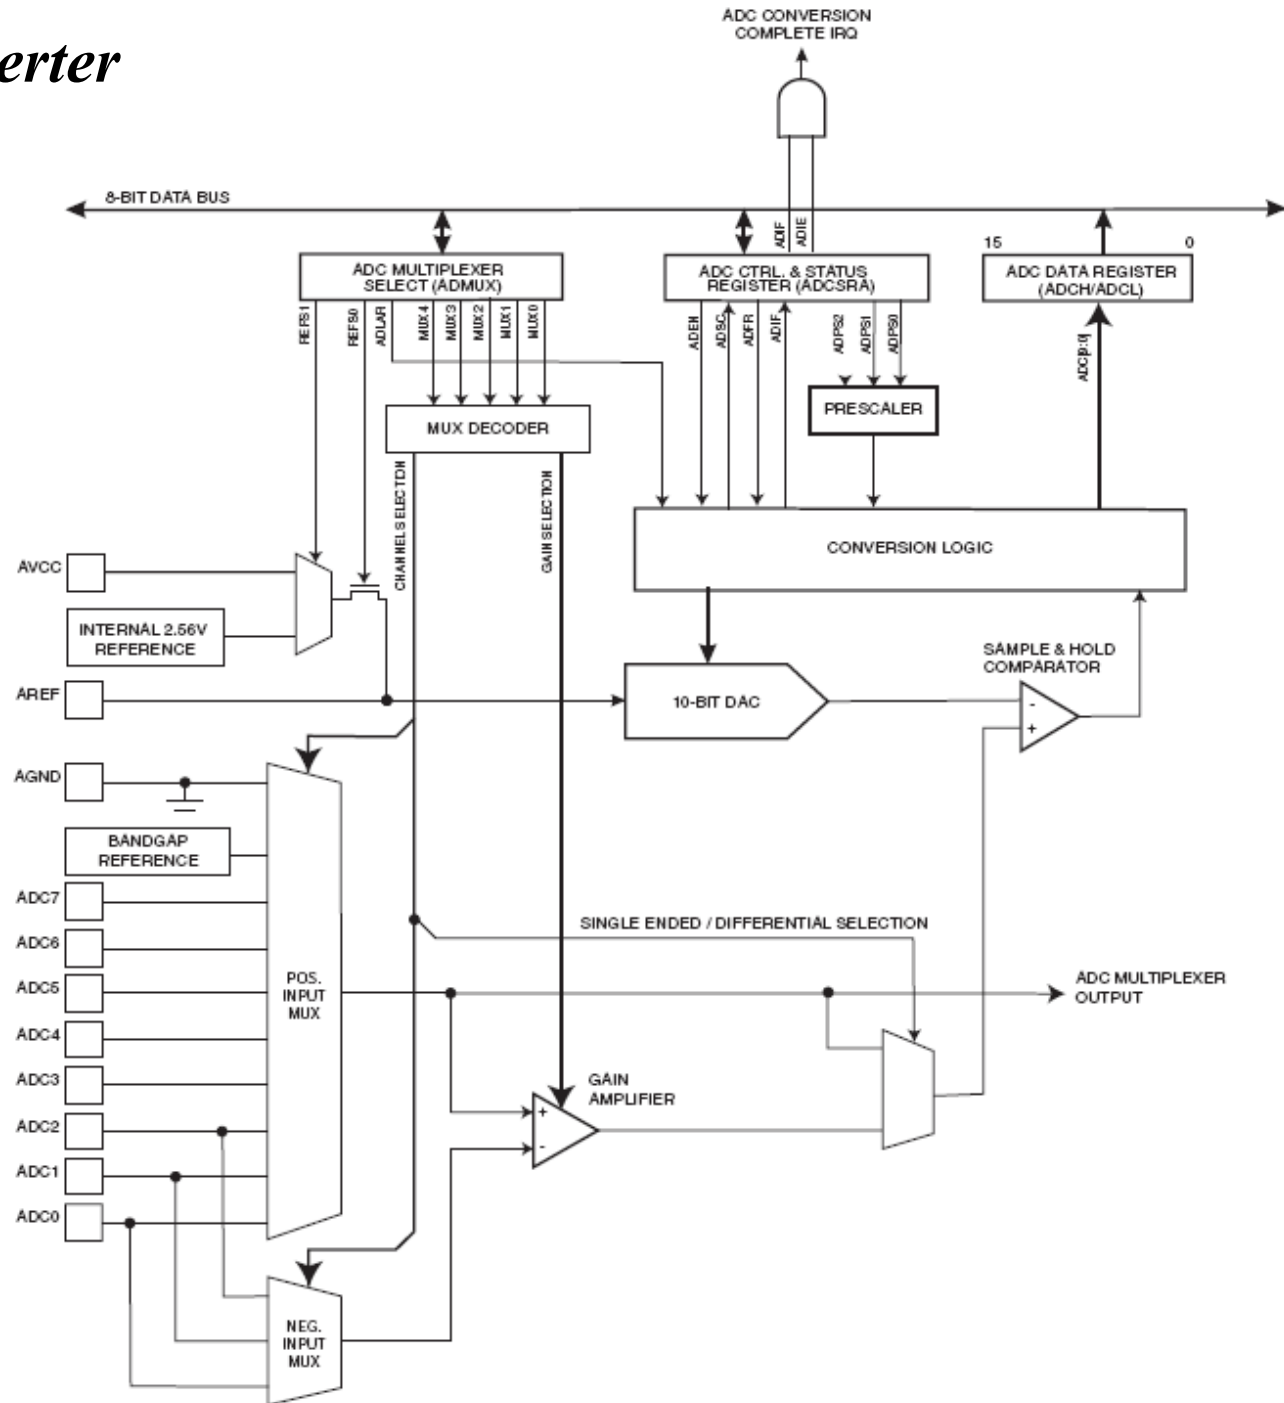 ADC CONVERSION
COMPLETE IRQ
erter
8-BIT DATA BUS
ADIF
ADIE
15
0
ADC MULTIPLEXER
SELECT (ADMUX)
ADC CTRL. & STATUS
REGISTER (ADCSRA)
ADC DATA REGISTER
(ADCH/ADCL)
REFS1
REFS0
ADLAR
MUX4
MUX3
MUX2
MUX1
MUX0
ADEN
ADSC
ADFR
ADIF
ADPS2
ADPS1
ADPS0
ADC[9:0]
PRESCALER
MUX DECODER
CHANNEL SELECTION
GAIN SELECTION
CONVERSION LOGIC
AVCC
INTERNAL 2.56V
REFERENCE
SAMPLE & HOLD
COMPARATOR
AREF
10-BIT DAC
-
+
AGND
BANDGAP
REFERENCE
ADC7
SINGLE ENDED / DIFFERENTIAL SELECTION
ADC6
ADC5
POS.
INPUT
MUX
ADC MULTIPLEXER
OUTPUT
ADC4
ADC3
GAIN
AMPLIFIER
+
-
ADC2
ADC1
ADC0
NEG.
INPUT
MUX